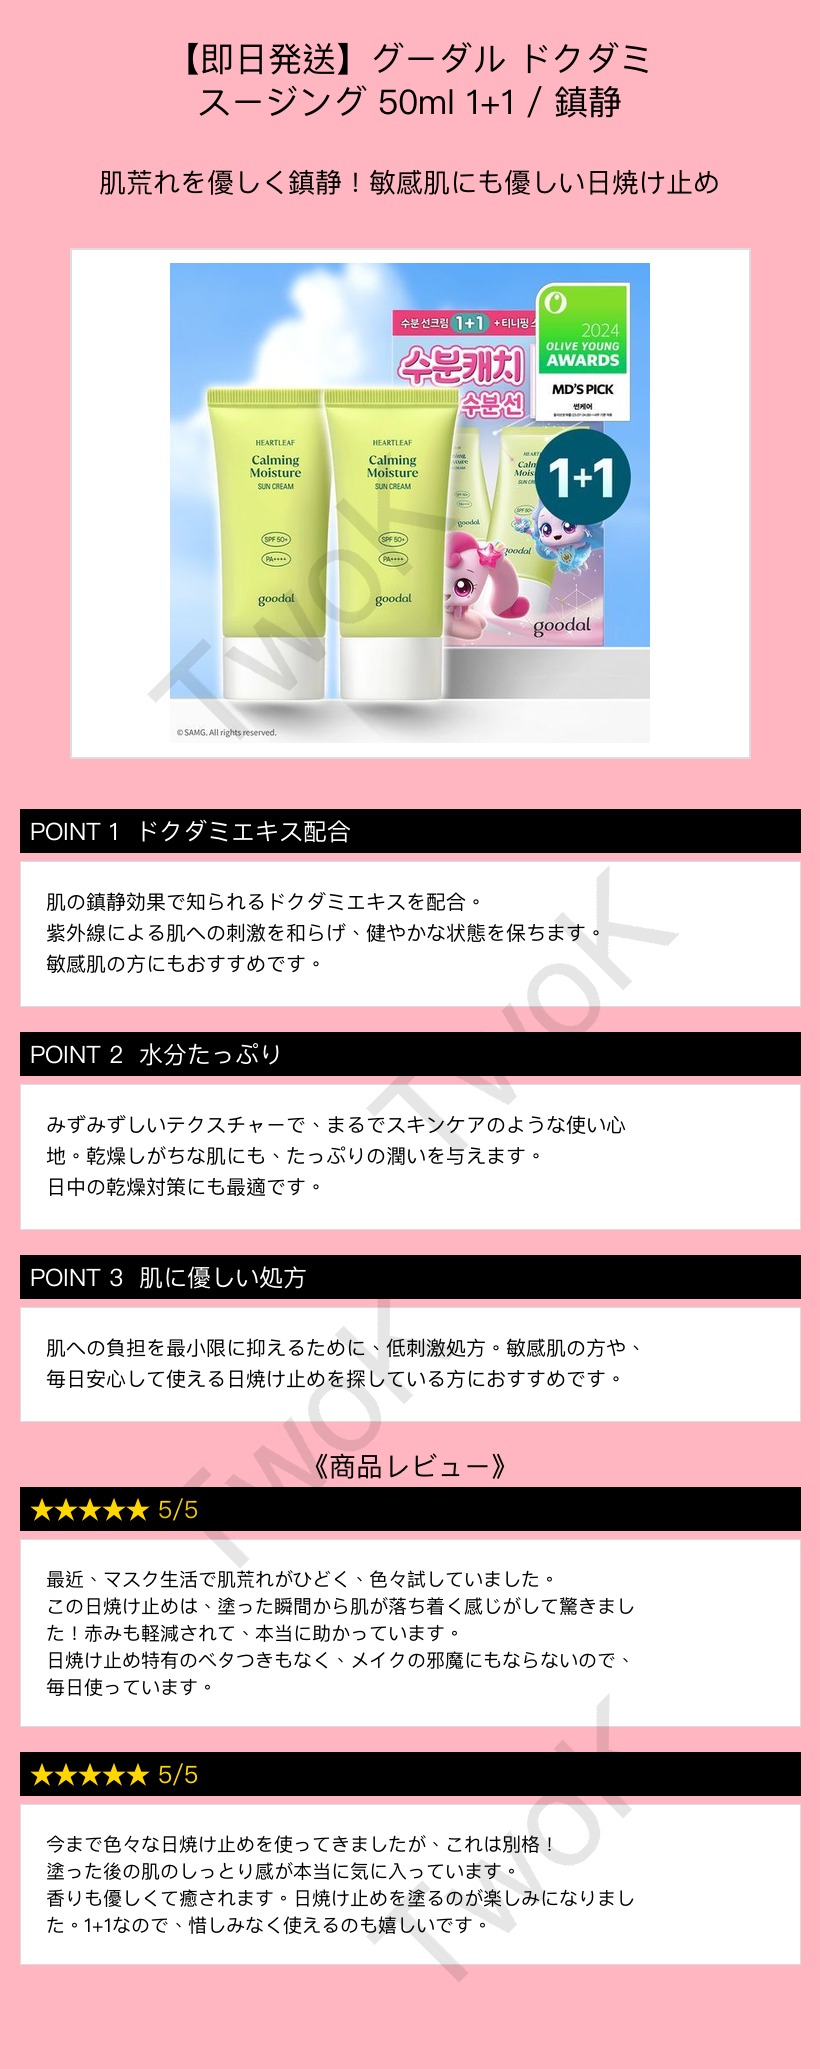 【即日発送】グーダル ドクダミ
スージング 50ml 1+1 / 鎮静
肌荒れを優しく鎮静！敏感肌にも優しい日焼け止め
수분 선크림 1+1 +티니핑
수분캐치
수분선
2024
OLIVE YOUNG
AWARDS
MD'S PICK
썬케어
1+1
HEARTLEAF
Calming
Moisture
SUN CREAM
SPF 50+
PA++++
goodal
HEARTLEAF
Calming
Moisture
SUN CREAM
SPF 50+
PA++++
goodal
goodal
goodal
goodal
© SAMG. All rights reserved.
POINT 1 ドクダミエキス配合
肌の鎮静効果で知られるドクダミエキスを配合。
紫外線による肌への刺激を和らげ、健やかな状態を保ちます。
敏感肌の方にもおすすめです。
POINT 2 水分たっぷり
みずみずしいテクスチャーで、まるでスキンケアのような使い心
地。乾燥しがちな肌にも、たっぷりの潤いを与えます。
日中の乾燥対策にも最適です。
POINT 3 肌に優しい処方
肌への負担を最小限に抑えるために、低刺激処方。敏感肌の方や、
毎日安心して使える日焼け止めを探している方におすすめです。
《商品レビュー》
★★★★★ 5/5
最近、マスク生活で肌荒れがひどく、色々試していました。
この日焼け止めは、塗った瞬間から肌が落ち着く感じがして驚きまし
た！赤みも軽減されて、本当に助かっています。
日焼け止め特有のベタつきもなく、メイクの邪魔にもならないので、
毎日使っています。
★★★★★ 5/5
今まで色々な日焼け止めを使ってきましたが、これは別格！
塗った後の肌のしっとり感が本当に気に入っています。
香りも優しくて癒されます。日焼け止めを塗るのが楽しみになりまし
た。1+1なので、惜しみなく使えるのも嬉しいです。
TwoK
TwoK
TwoK
TwoK